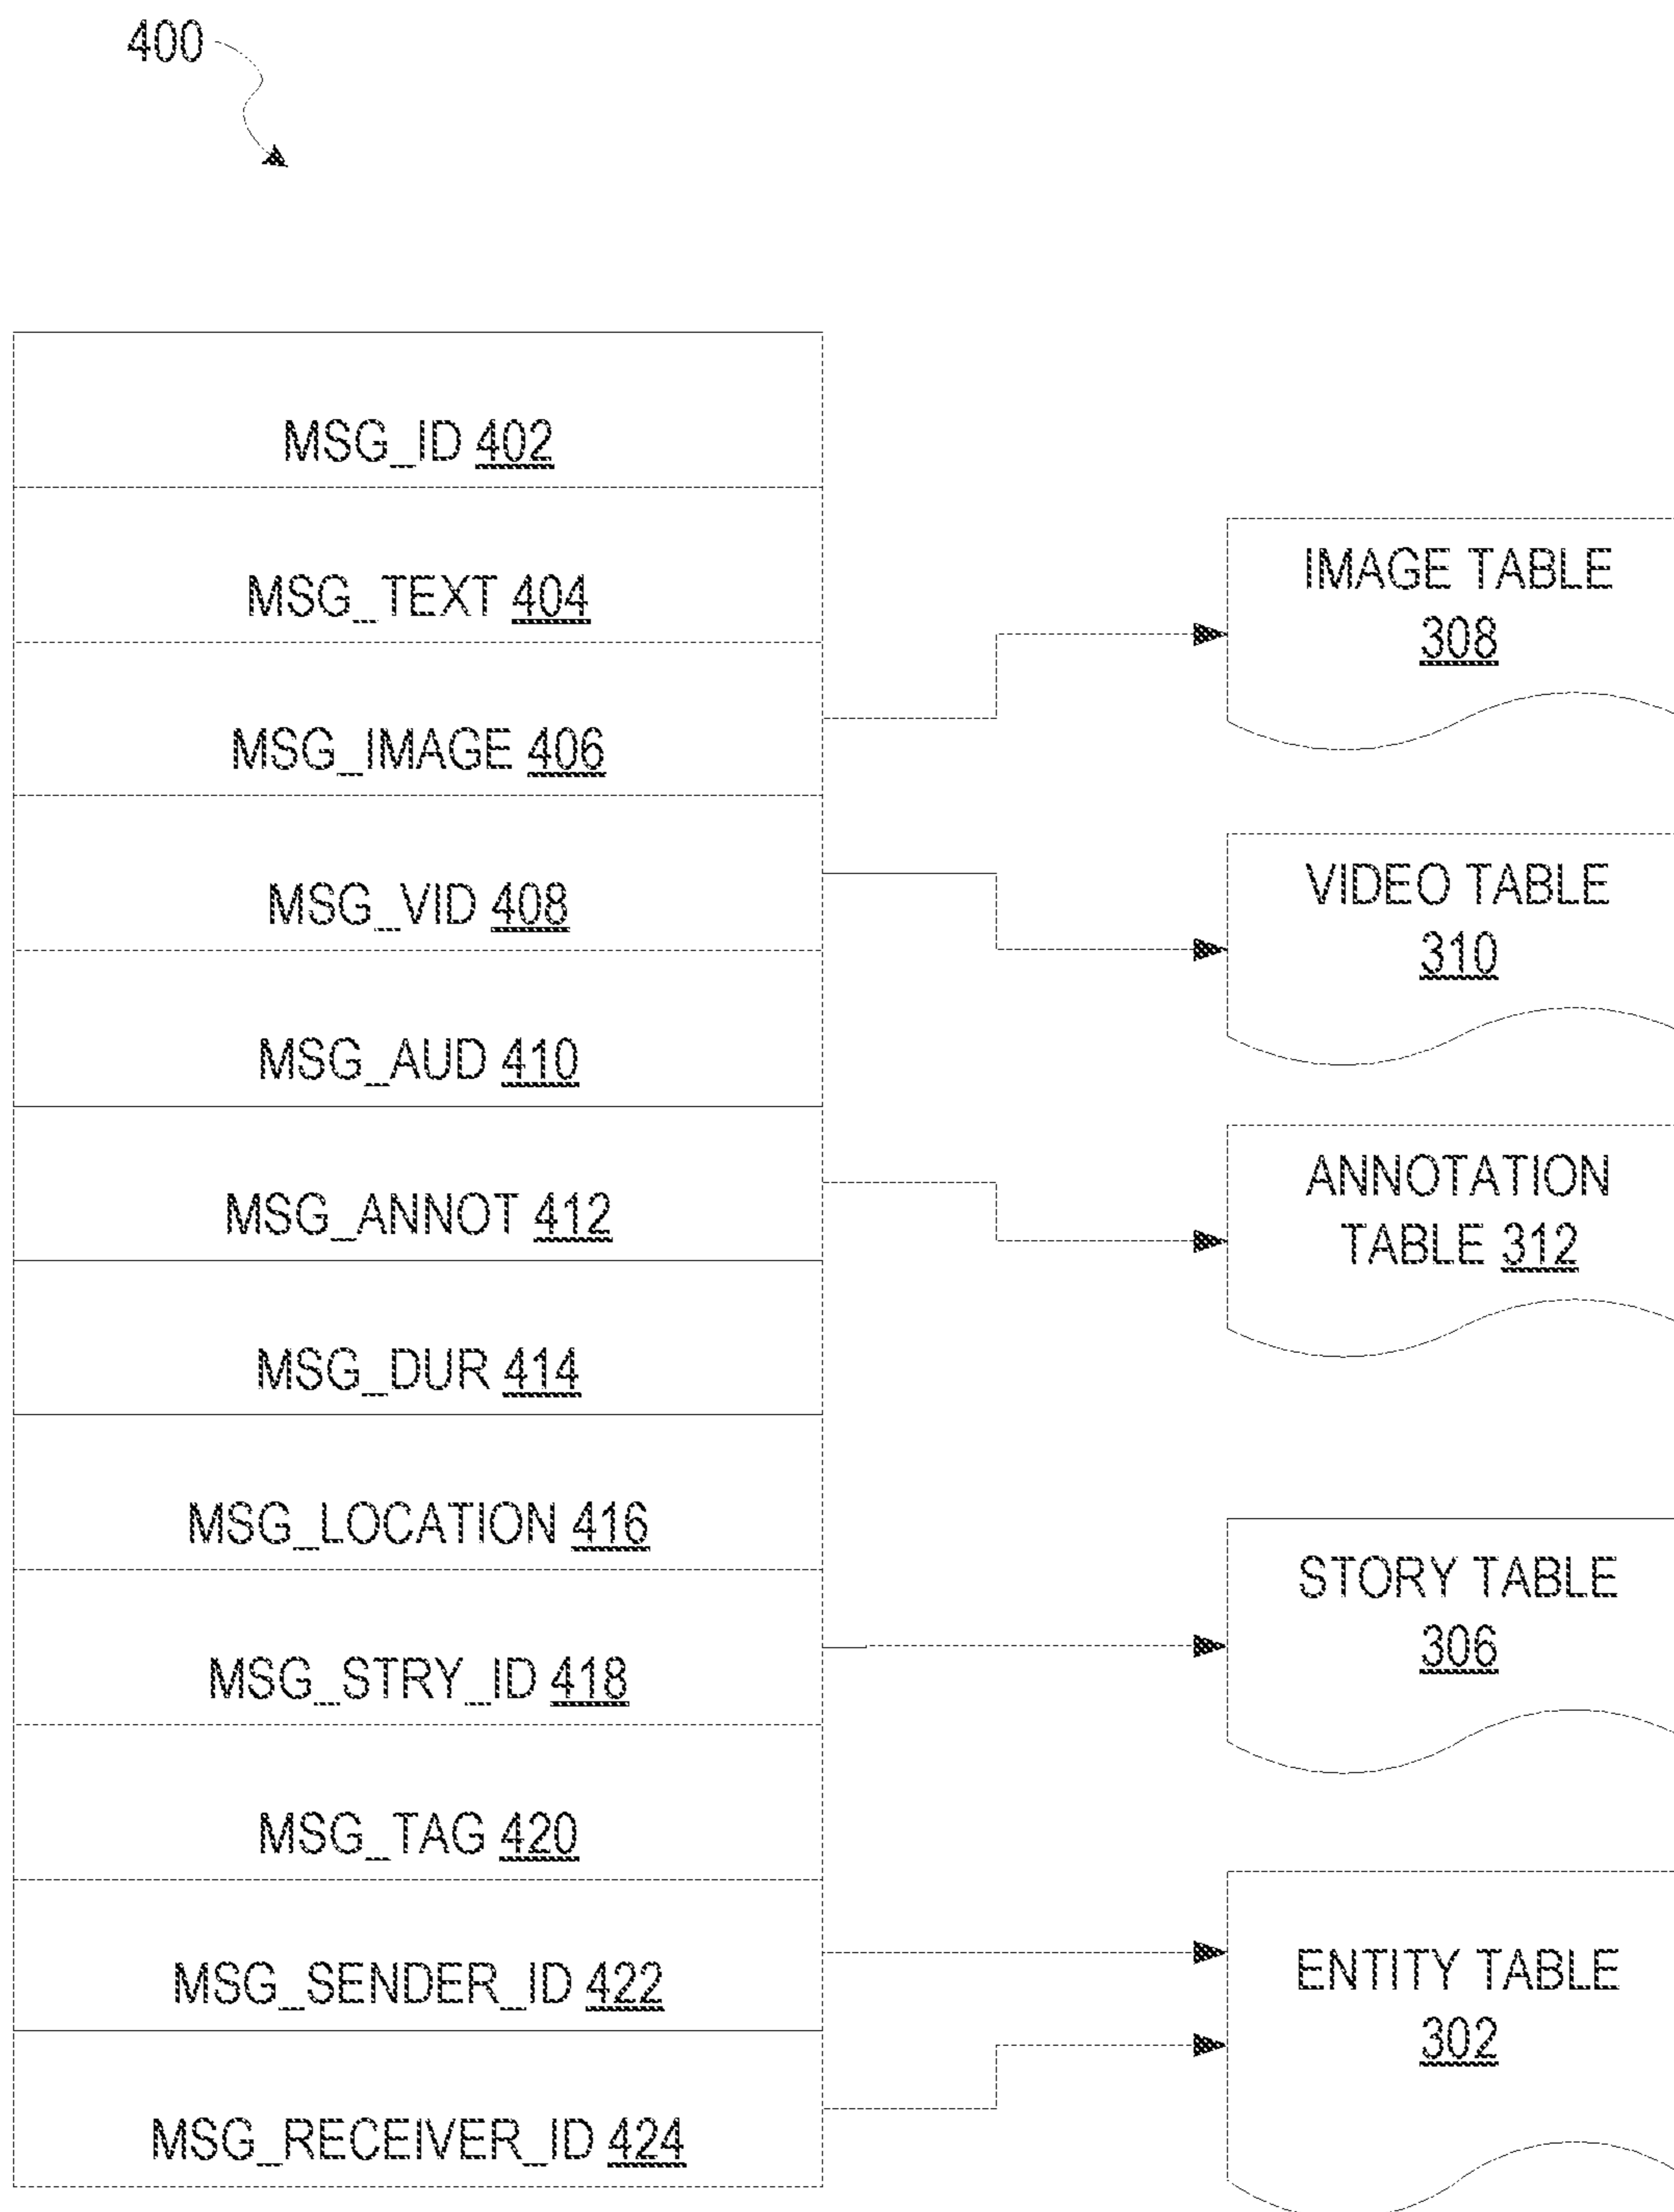 400
MSG_ID 402
MSG_TEXT 404
MSG_IMAGE 406
MSG_VID 408
MSG_AUD 410
MSG_ANNOT 412
MSG_DUR 414
MSG_LOCATION 416
MSG_STRY_ID 418
MSG_TAG 420
MSG_SENDER_ID 422
MSG_RECEIVER_ID 424
IMAGE TABLE
308
VIDEO TABLE
310
ANNOTATION
TABLE 312
STORY TABLE
306
ENTITY TABLE
302